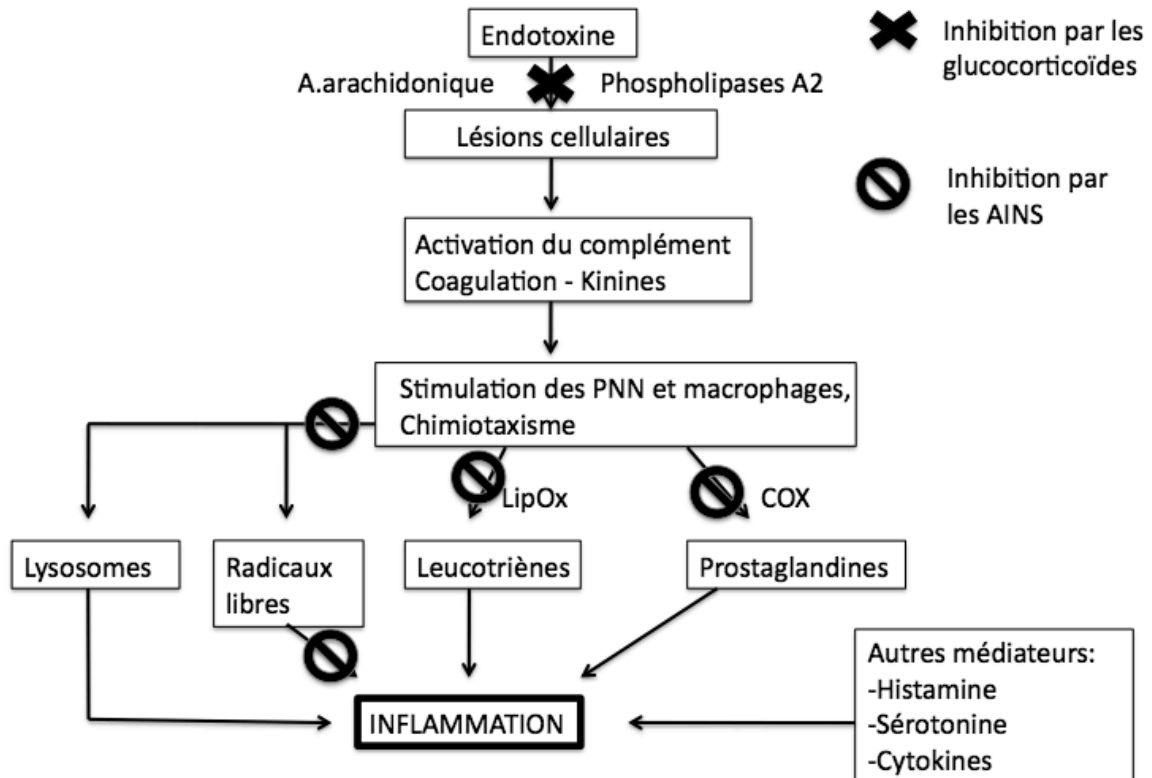 Endotoxine
Inhibition par les
glucocorticoïdes
A.arachidonique
Phospholipases A2
Lésions cellulaires
Inhibition par
les AINS
Activation du complément
Coagulation - Kinines
Stimulation des PNN et macrophages,
Chimiotaxisme
LipOx
COX
Lysosomes
Radicaux
libres
Leucotriènes
Prostaglandines
Autres médiateurs:
-Histamine
-Sérotonine
-Cytokines
INFLAMMATION